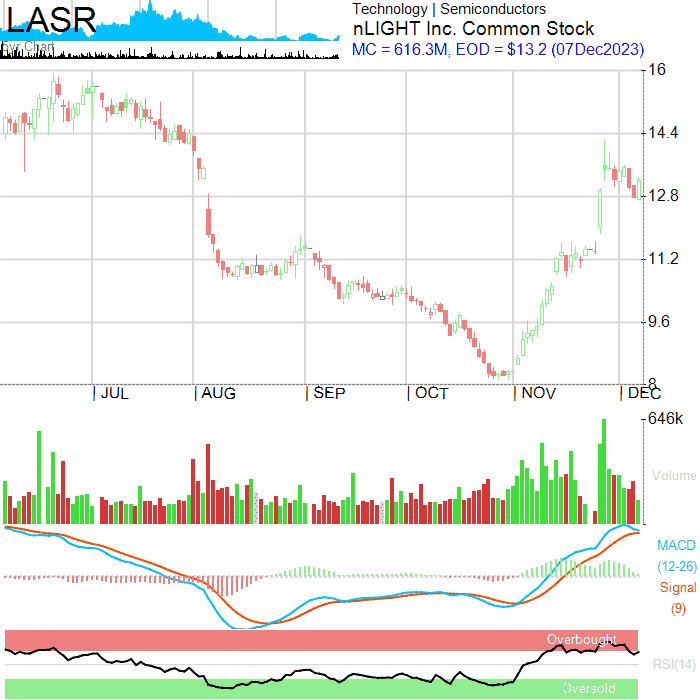 LASR
5yr Chart
Technology | Semiconductors
nLIGHT Inc. Common Stock
MC = 616.3M, EOD = $13.2 (07Dec2023)
16
14.4
12.8
11.2
9.6
8
JUL AUG SEP OCT NOV DEC
646k
Volume
MACD
(12-26)
Signal
(9)
Overbought
RSI(14)
Oversold